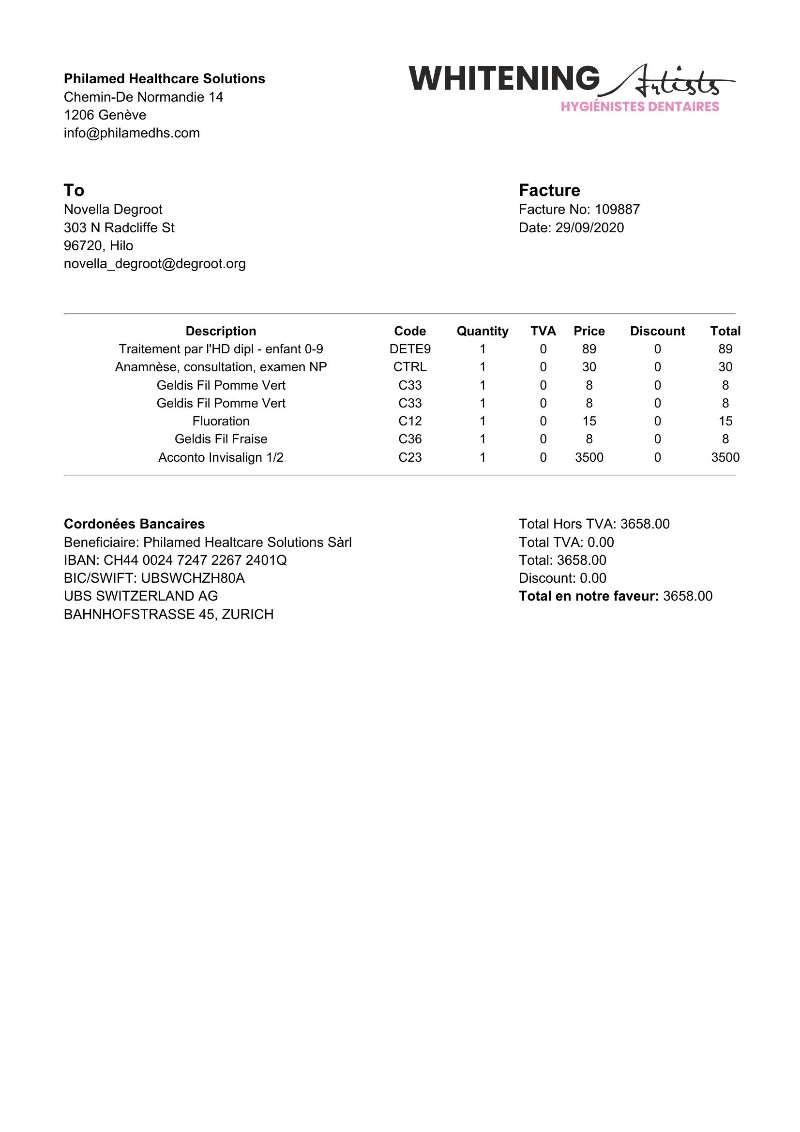 Philamed Healthcare Solutions
Chemin-De Normandie 14
1206 Genève
info@philamedhs.com
WHITENING Artists
HYGIÉNISTES DENTAIRES
To
Novella Degroot
303 N Radcliffe St
96720, Hilo
novella_degroot@degroot.org
Facture
Facture No: 109887
Date: 29/09/2020
Description Code Quantity TVA Price Discount Total
Traitement par l'HD dipl - enfant 0-9 DETE9 1 0 89 0 89
Anamnèse, consultation, examen NP CTRL 1 0 30 0 30
Geldis Fil Pomme Vert C33 1 0 8 0 8
Geldis Fil Pomme Vert C33 1 0 8 0 8
Fluoration C12 1 0 15 0 15
Geldis Fil Fraise C36 1 0 8 0 8
Acconto Invisalign 1/2 C23 1 0 3500 0 3500
Cordonées Bancaires
Beneficiaire: Philamed Healtcare Solutions Sàrl
IBAN: CH44 0024 7247 2267 2401Q
BIC/SWIFT: UBSWCHZH80A
UBS SWITZERLAND AG
BAHNHOFSTRASSE 45, ZURICH
Total Hors TVA: 3658.00
Total TVA: 0.00
Total: 3658.00
Discount: 0.00
Total en notre faveur: 3658.00